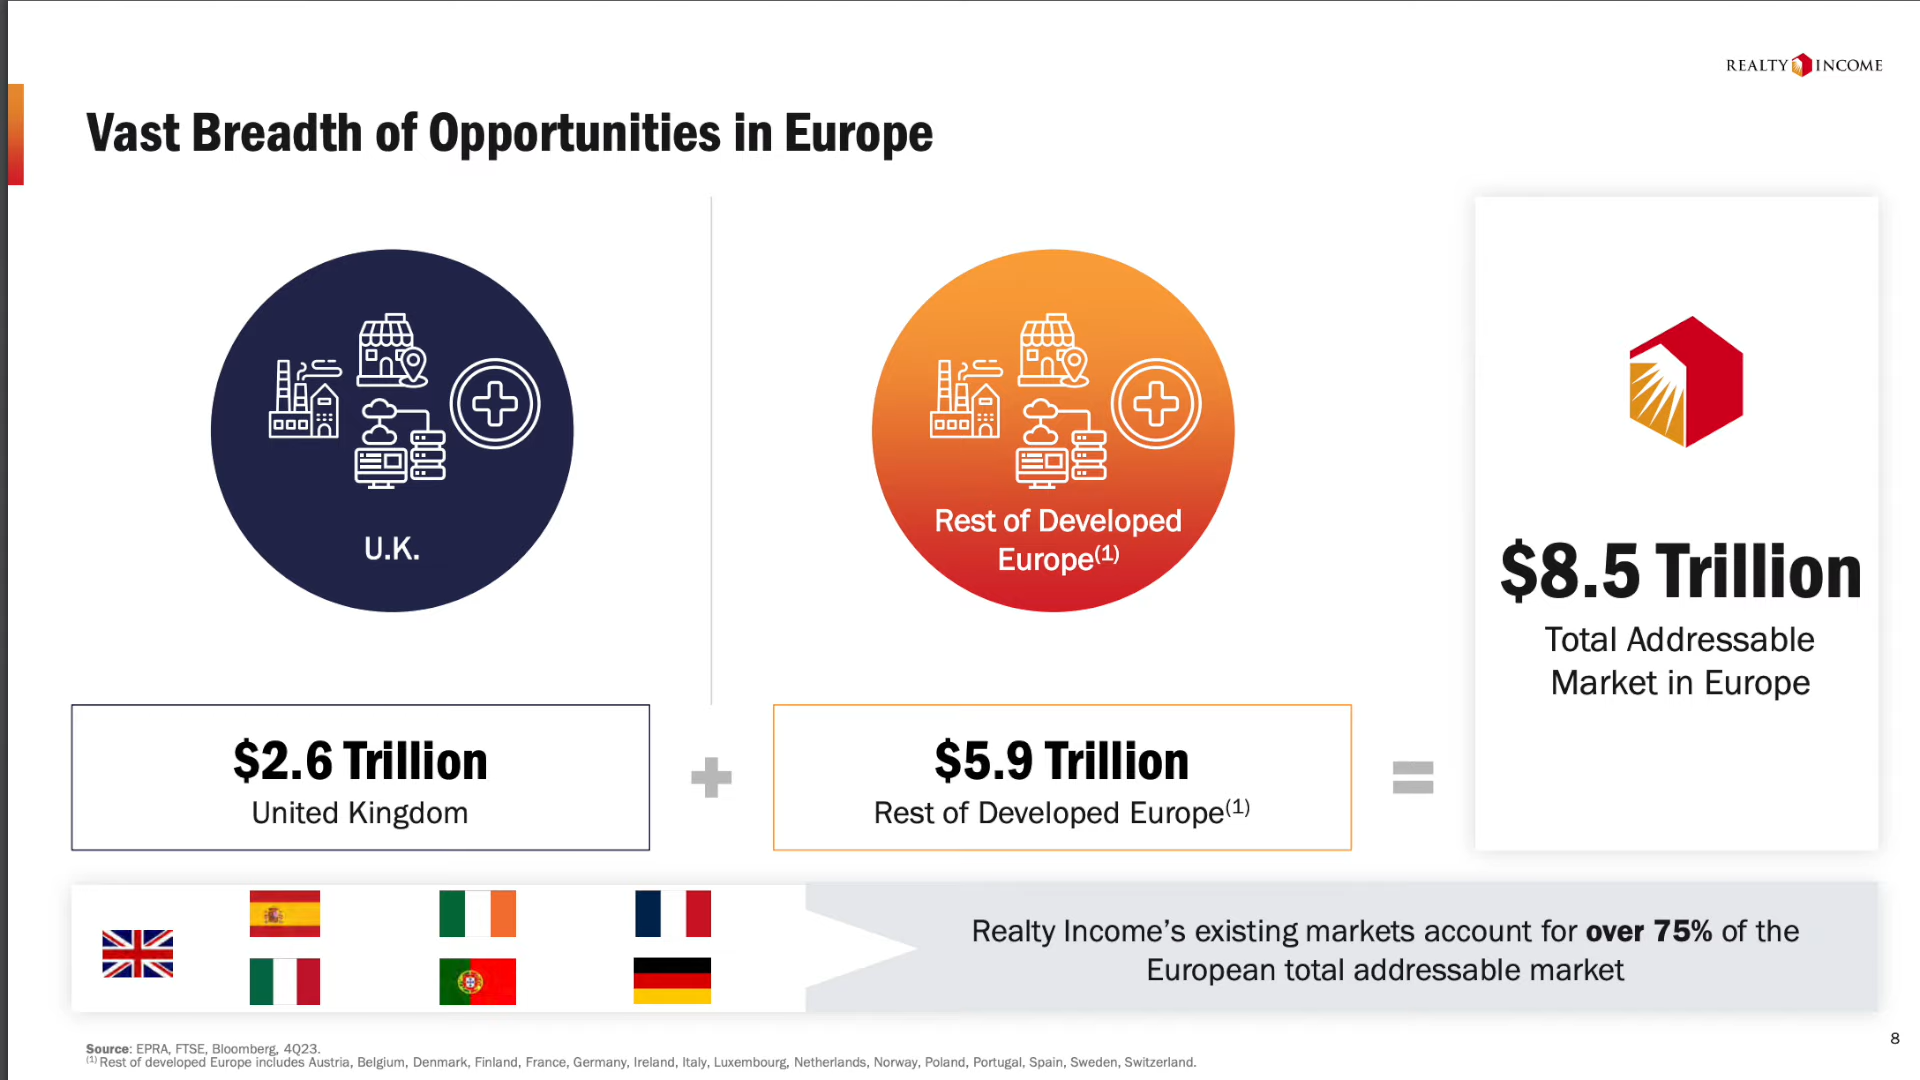 REALTY INCOME
Vast Breadth of Opportunities in Europe
U.K.
Rest of Developed
Europe(1)
$8.5 Trillion
Total Addressable
Market in Europe
$2.6 Trillion
United Kingdom
$5.9 Trillion
Rest of Developed Europe(1)
Realty Income’s existing markets account for over 75% of the
European total addressable market
Source: EPRA, FTSE, Bloomberg, 4Q23.
(1) Rest of developed Europe includes Austria, Belgium, Denmark, Finland, France, Germany, Ireland, Italy, Luxembourg, Netherlands, Norway, Poland, Portugal, Spain, Sweden, Switzerland.
8